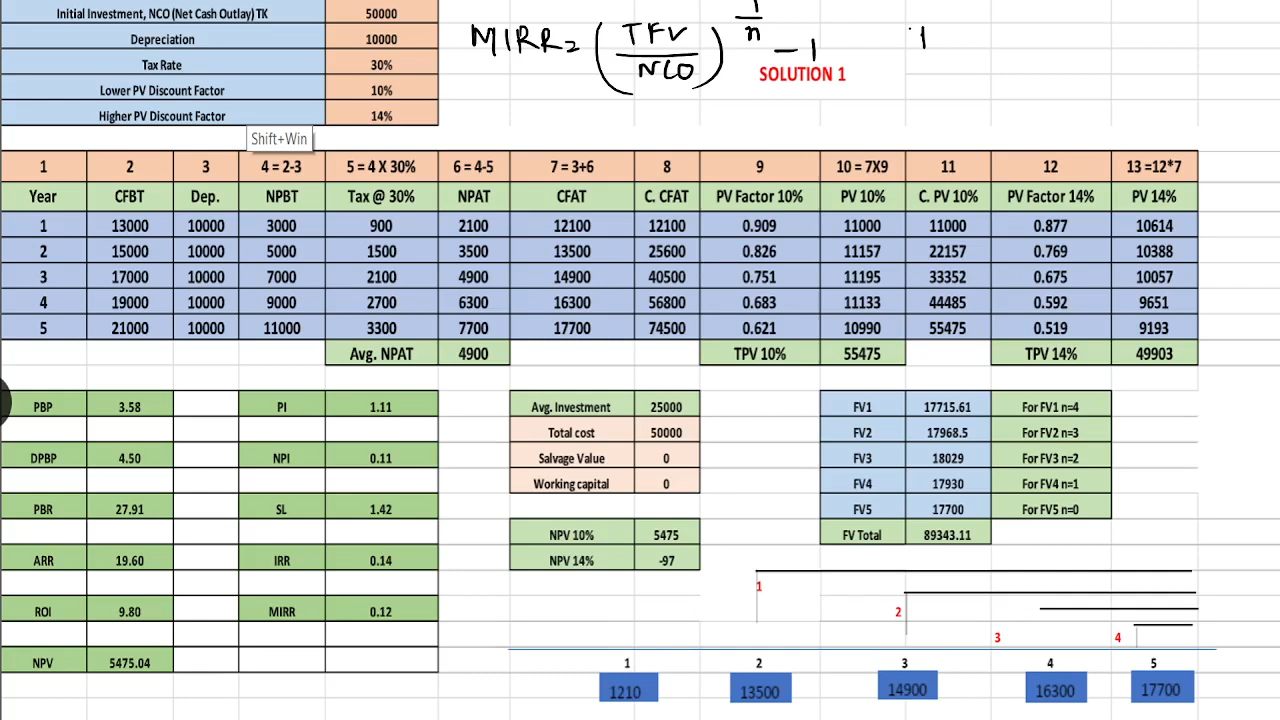 Initial Investment, NCO (Net Cash Outlay) TK 50000
Depreciation 10000
Tax Rate 30%
Lower PV Discount Factor 10%
Higher PV Discount Factor 14%
MIRR = (TFV / NCO)^1/n - 1
SOLUTION 1
Shift+Win
1 2 3 4 = 2-3 5 = 4 X 30% 6 = 4-5 7 = 3+6 8 9 10 = 7X9 11 12 13 =12*7
Year CFBT Dep. NPBT Tax @ 30% NPAT CFAT C. CFAT PV Factor 10% PV 10% C. PV 10% PV Factor 14% PV 14%
1 13000 10000 3000 900 2100 12100 12100 0.909 11000 11000 0.877 10614
2 15000 10000 5000 1500 3500 13500 25600 0.826 11157 22157 0.769 10388
3 17000 10000 7000 2100 4900 14900 40500 0.751 11195 33352 0.675 10057
4 19000 10000 9000 2700 6300 16300 56800 0.683 11133 44485 0.592 9651
5 21000 10000 11000 3300 7700 17700 74500 0.621 10990 55475 0.519 9193
Avg. NPAT 4900 TPV 10% 55475 TPV 14% 49903
PBP 3.58 PI 1.11 Avg. Investment 25000 FV1 17715.61 For FV1 n=4
Total cost 50000 FV2 17968.5 For FV2 n=3
DPBP 4.50 NPI 0.11 Salvage Value 0 FV3 18029 For FV3 n=2
Working capital 0 FV4 17930 For FV4 n=1
PBR 27.91 SL 1.42 FV5 17700 For FV5 n=0
NPV 10% 5475 FV Total 89343.11
ARR 19.60 IRR 0.14 NPV 14% -97
1
ROI 9.80 MIRR 0.12 2
3 4
NPV 5475.04 1 2 3 4 5
1210 13500 14900 16300 17700